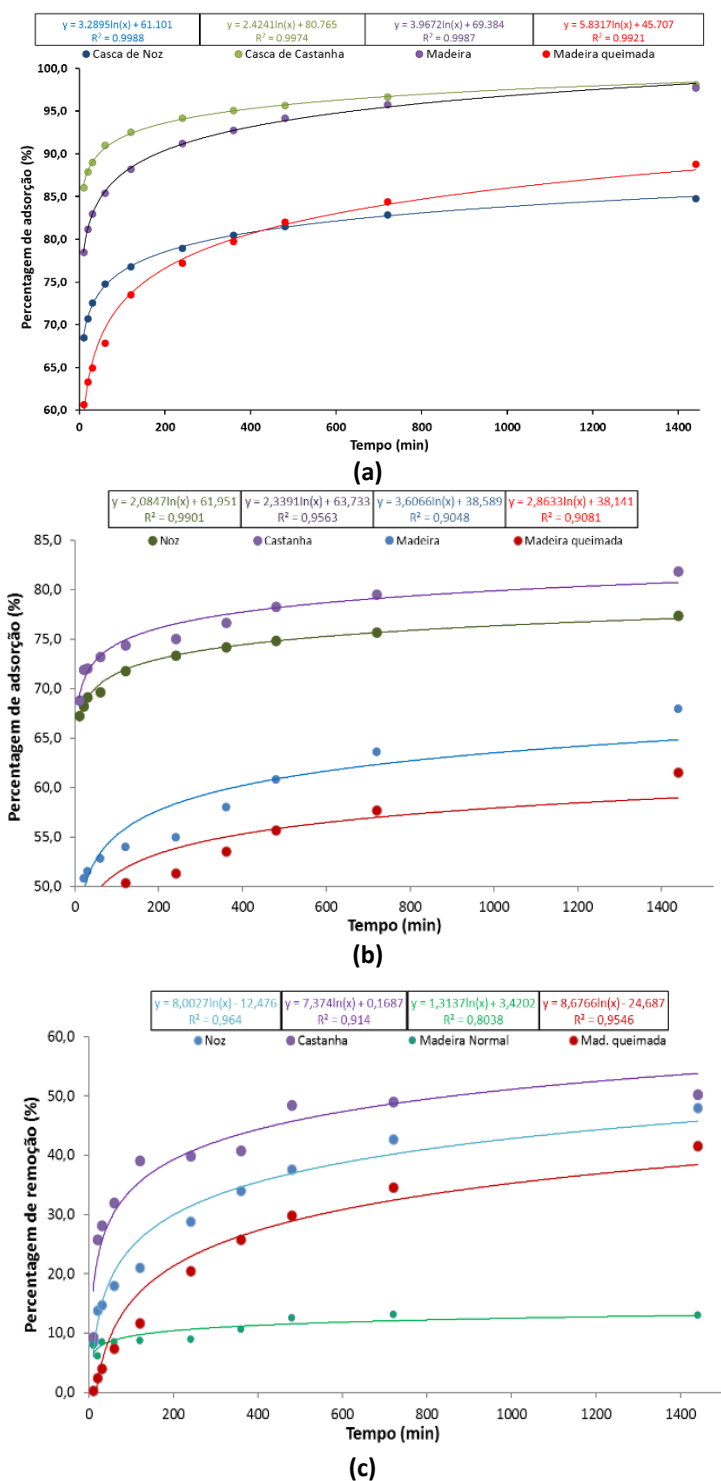 y = 3.2895ln(x) + 61.101 y = 2.4241ln(x) + 80.765 y = 3.9672ln(x) + 69.384 y = 5.8317ln(x) + 45.707
R² = 0.9988 R² = 0.9974 R² = 0.9987 R² = 0.9921
Casca de Noz Casca de Castanha Madeira Madeira queimada
100,0
95,0
90,0
85,0
80,0
75,0
70,0
65,0
60,0
Percentagem de adsorção (%)
0 200 400 600 800 1000 1200 1400
Tempo (min)
(a)
y = 2,0847ln(x) + 61,951 y = 2,3391ln(x) + 63,733 y = 3,6066ln(x) + 38,589 y = 2,8633ln(x) + 38,141
R² = 0,9901 R² = 0,9563 R² = 0,9048 R² = 0,9081
Noz Castanha Madeira Madeira queimada
85,0
80,0
75,0
70,0
65,0
60,0
55,0
50,0
Percentagem de adsorção (%)
0 200 400 600 800 1000 1200 1400
Tempo (min)
(b)
y = 8,0027ln(x) - 12,476 y = 7,374ln(x) + 0,1687 y = 1,3137ln(x) + 3,4202 y = 8,6766ln(x) - 24,687
R² = 0,964 R² = 0,914 R² = 0,8038 R² = 0,9546
Noz Castanha Madeira Normal Mad. queimada
60,0
50,0
40,0
30,0
20,0
10,0
0,0
Percentagem de remoção (%)
0 200 400 600 800 1000 1200 1400
Tempo (min)
(c)